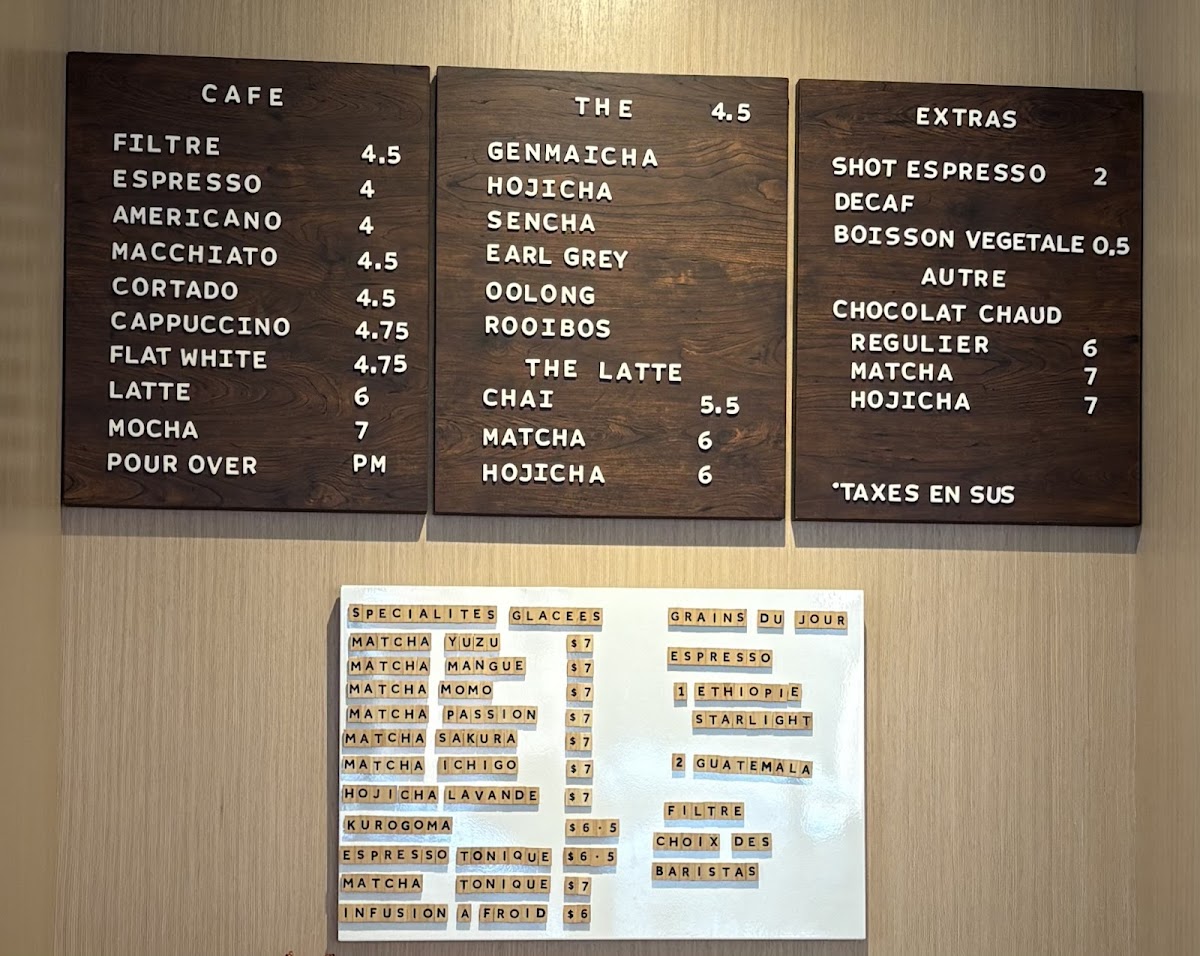 CAFE
FILTRE 4.5
ESPRESSO 4
AMERICANO 4
MACCHIATO 4.5
CORTADO 4.5
CAPPUCCINO 4.75
FLAT WHITE 4.75
LATTE 6
MOCHA 7
POUR OVER PM
THE 4.5
GENMAICHA
HOJICHA
SENCHA
EARL GREY
OOLONG
ROOIBOS
THE LATTE
CHAI 5.5
MATCHA 6
HOJICHA 6
EXTRAS
SHOT ESPRESSO 2
DECAF
BOISSON VEGETALE 0,5
AUTRE
CHOCOLAT CHAUD
REGULIER 6
MATCHA 7
HOJICHA 7
*TAXES EN SUS
SPECIALITES GLACEES
MATCHA YUZU $7
MATCHA MANGUE $7
MATCHA MOMO $7
MATCHA PASSION $7
MATCHA SAKURA $7
MATCHA ICHIGO $7
HOJICHA LAVANDE $7
KUROGOMA $6·5
ESPRESSO TONIQUE $6·5
MATCHA TONIQUE $7
INFUSION A FROID $6
GRAINS DU JOUR
ESPRESSO
1 ETHIOPIE
STARLIGHT
2 GUATEMALA
FILTRE
CHOIX DES
BARISTAS